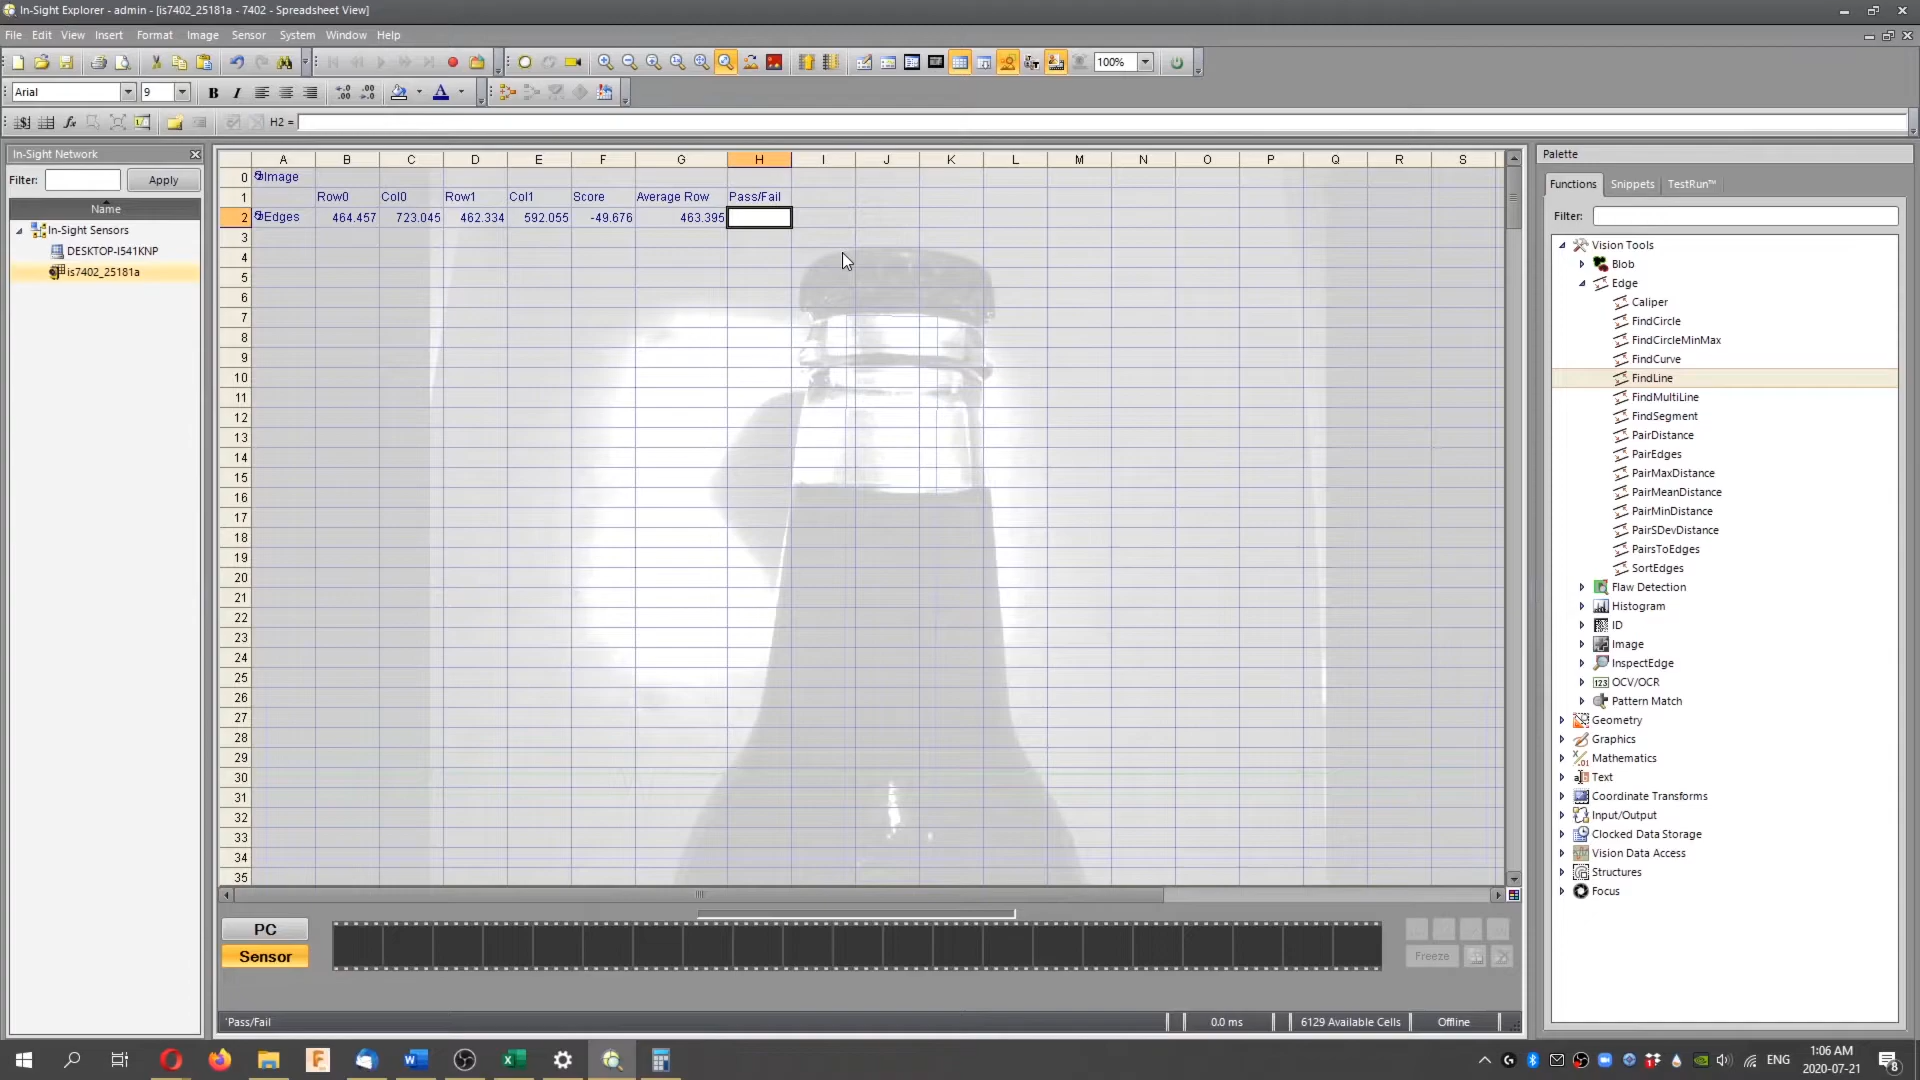 In-Sight Explorer - admin - [is7402_25181a - 7402 - Spreadsheet View]
File Edit View Insert Format Image Sensor System Window Help
100%
Arial 9 B I A
H2 =
In-Sight Network
Filter: Apply
Name
In-Sight Sensors
DESKTOP-I541KNP
is7402_25181a
A B C D E F G H I J K L M N O P Q R S
0 Image
1 Row0 Col0 Row1 Col1 Score Average Row Pass/Fail
2 Edges 464.457 723.045 462.334 592.055 -49.676 463.395
3
4
5
6
7
8
9
10
11
12
13
14
15
16
17
18
19
20
21
22
23
24
25
26
27
28
29
30
31
32
33
34
35
PC
Sensor
Freeze
'Pass/Fail 0.0 ms 6129 Available Cells Offline
Palette
Functions Snippets TestRun™
Filter:
Vision Tools
Blob
Edge
Caliper
FindCircle
FindCircleMinMax
FindCurve
FindLine
FindMultiLine
FindSegment
PairDistance
PairEdges
PairMaxDistance
PairMeanDistance
PairMinDistance
PairSDevDistance
PairsToEdges
SortEdges
Flaw Detection
Histogram
ID
Image
InspectEdge
OCV/OCR
Pattern Match
Geometry
Graphics
Mathematics
Text
Coordinate Transforms
Input/Output
Clocked Data Storage
Vision Data Access
Structures
Focus
ENG 1:06 AM
2020-07-21
8